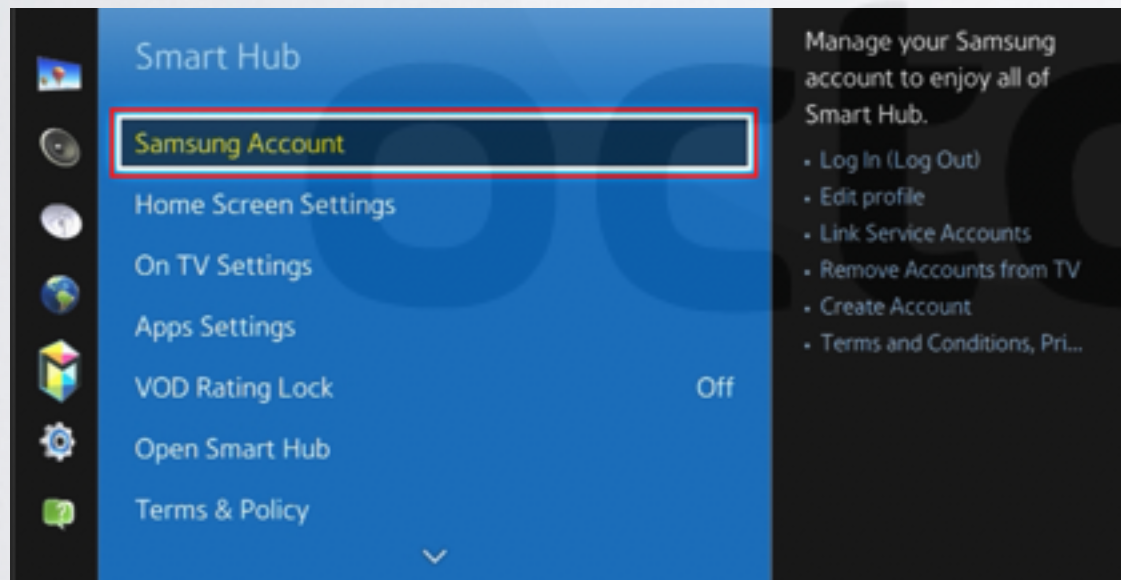 Smart Hub
Samsung Account
Home Screen Settings
On TV Settings
Apps Settings
VOD Rating Lock Off
Open Smart Hub
Terms & Policy
Manage your Samsung
account to enjoy all of
Smart Hub.
• Log In (Log Out)
• Edit profile
• Link Service Accounts
• Remove Accounts from TV
• Create Account
• Terms and Conditions, Pri...